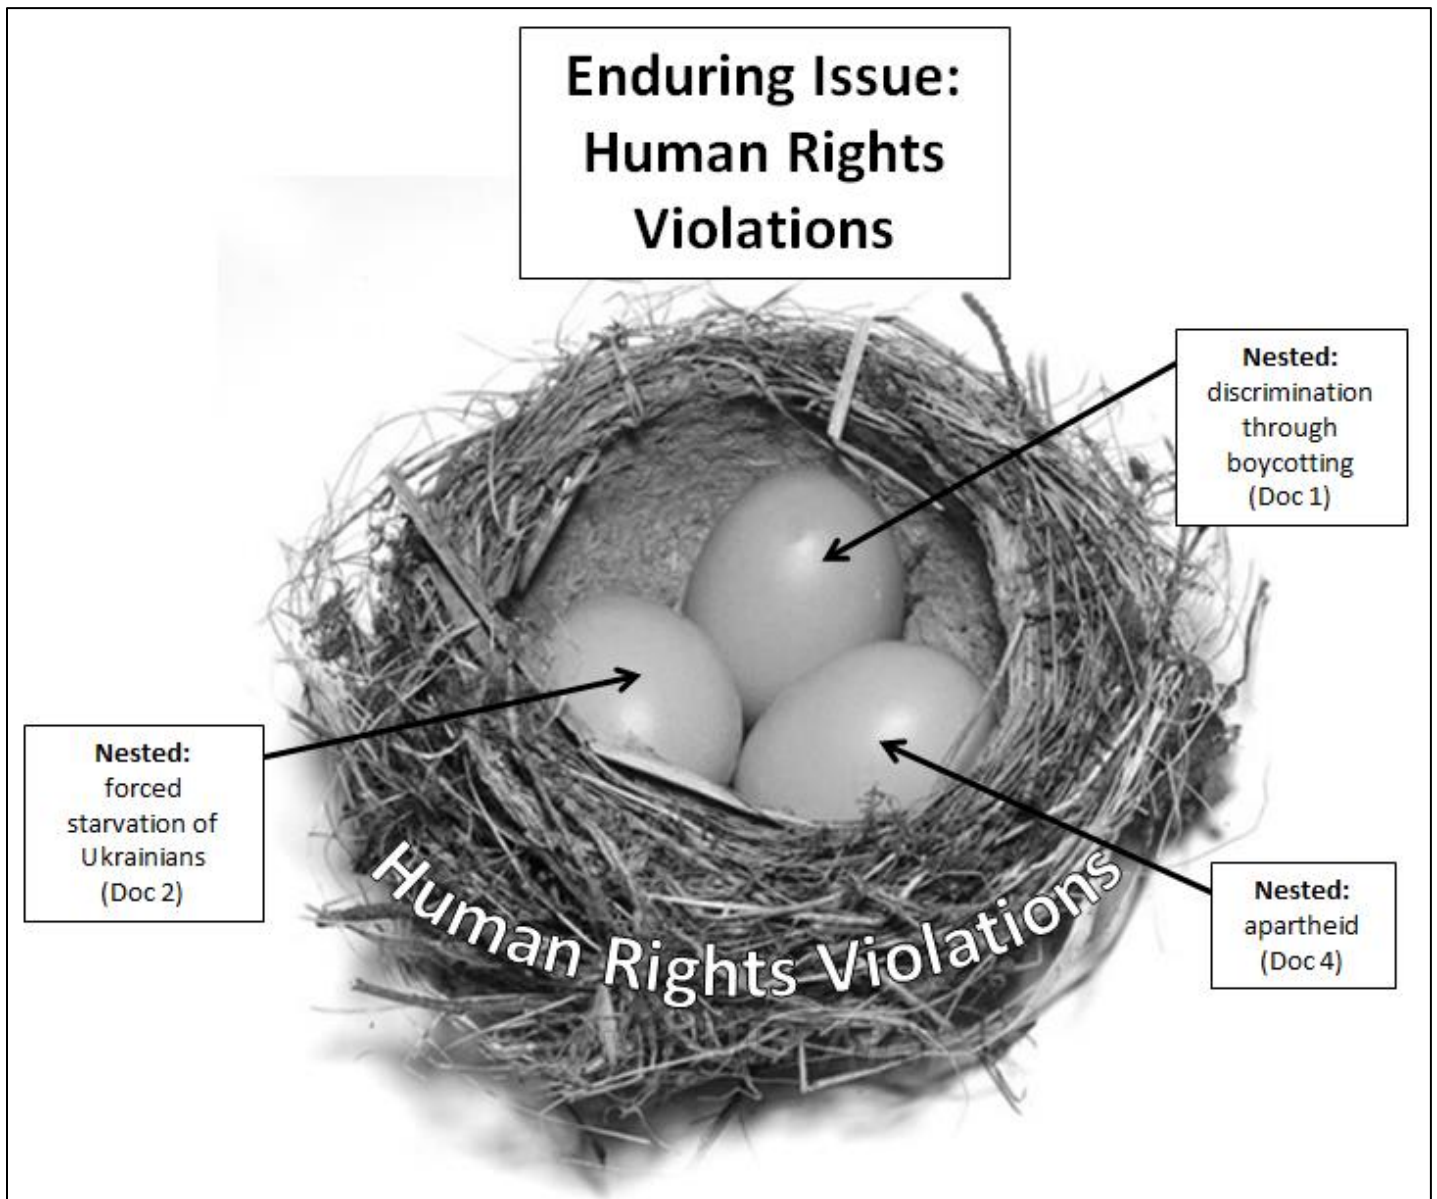 Enduring Issue:
Human Rights
Violations
Nested:
discrimination
through
boycotting
(Doc 1)
Nested:
forced
starvation of
Ukrainians
(Doc 2)
Nested:
apartheid
(Doc 4)
Human Rights Violations